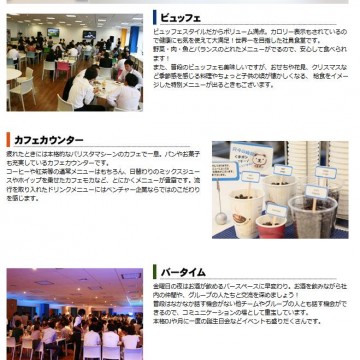 ビュッフェ
ビュッフェスタイルだからボリューム満点。カロリー表示もされているの
で健康にも気を使えて大満足！世界一を目指した社員食堂です。
野菜・肉・魚とバランスのとれたメニューがでるので、安心して食べられ
ます！
また、普段のビュッフェも美味しいですが、おせちや花見、クリスマスな
ど季節感を感じる料理やちょっと子供の頃が懐かしくなる、給食をイメー
ジした特別メニューが出るときもございます。
カフェカウンター
疲れたときには本格的なバリスタマシーンのカフェで一息。パンやお菓子
も充実しているカフェカウンターです。
コーヒーや紅茶等の通常メニューはもちろん、日替わりのミックスジュー
スやホイップを乗せたカフェモカなど、とにかくメニューが豊富です。流
行を取り入れたドリンクメニューにはベンチャー企業ならではのこだわり
を感じます。
バータイム
金曜日の夜はお酒が飲めるバースペースに早変わり。お酒を飲みながら社
内の仲間や、グループの人たちと交流を深めましょう！
普段はなかなか話す機会がない他チームやグループの人とも話す機会がで
きるので、コミュニケーションの場として重宝しています。
本格DJや月に一度の誕生日会などイベントも盛りだくさんです。